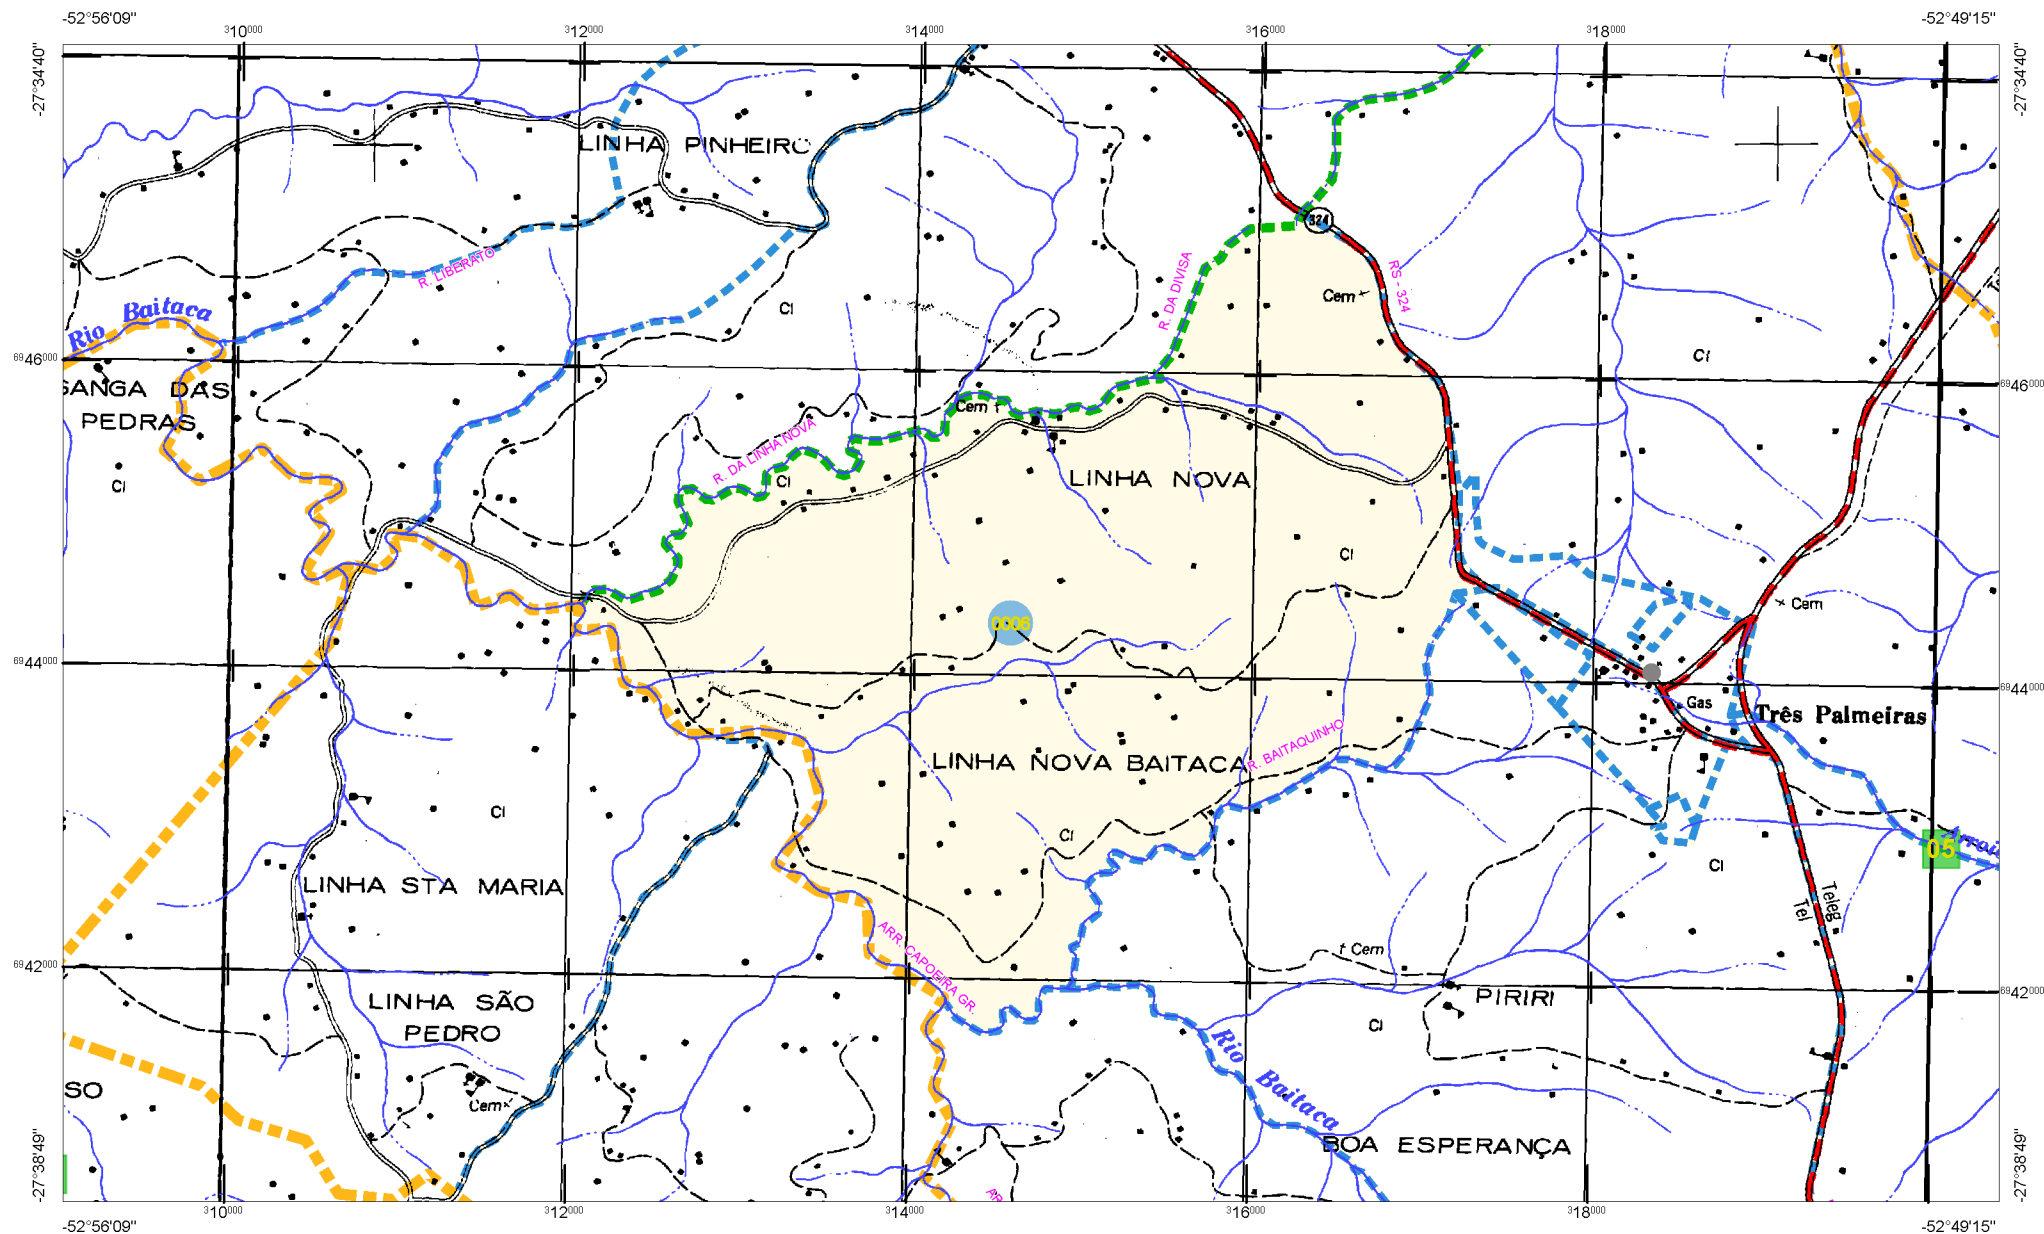 -52°56'09"
-52°49'15"
310000
312000
314000
316000
318000
-27°34'40"
-27°34'40"
LINHA PINHEIRO
324
R. LIBERATO
R. DA DIVISA
RS - 324
Cem
Rio Baitaca
Cl
6946000
6946000
Cl
SANGA DAS
PEDRAS
Cem
R. DA LINHA NOVA
Cl
Cl
LINHA NOVA
Cl
Cem
0006
6944000
6944000
Gas
Três Palmeiras
R. BAITAQUINHO
LINHA NOVA BAITACA
Cl
Cl
Cl
05
Arroio
LINHA STA MARIA
Teleg
Tel
ARR. CAPOEIRA GR.
Cem
6942000
6942000
LINHA SÃO
PEDRO
PIRIRI
Cl
Rio Baitaca
SO
Cem
BOA ESPERANÇA
AR
-27°38'49"
-27°38'49"
310000
312000
314000
316000
318000
-52°56'09"
-52°49'15"